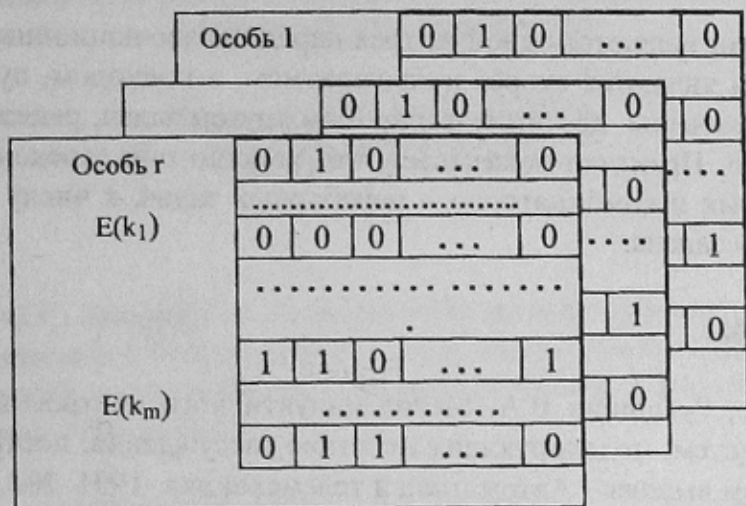 Особь 1 0 1 0 .... 0
0 1 0 .... 0 0
Особь r 0 1 0 ... 0
0 ....
E(k₁)
0 0 0 ... 0 ..... 1
1 0
1 1 0 ... 1
E(kₘ) 0
0 1 1 ... 0